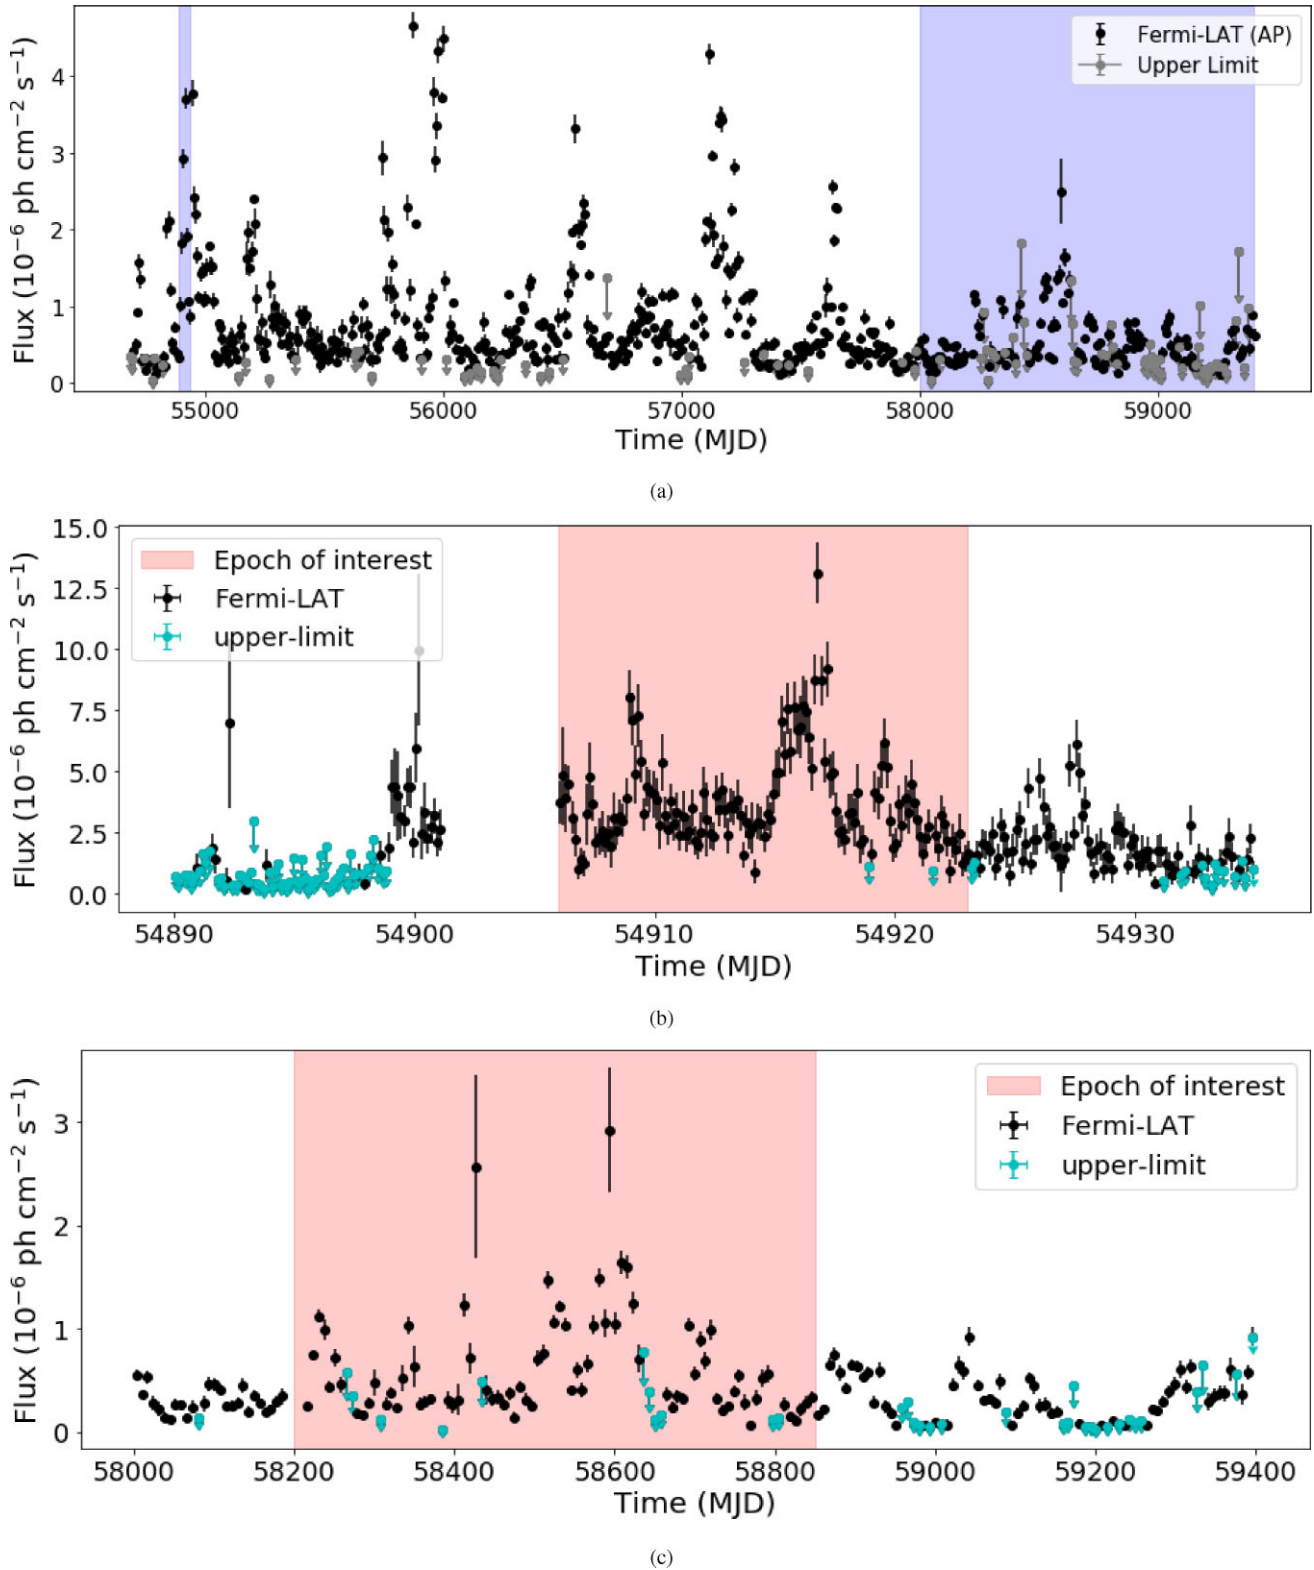 Flux (10⁻⁶ ph cm⁻² s⁻¹)
4
3
2
1
0
Fermi-LAT (AP)
Upper Limit
55000 56000 57000 58000 59000
Time (MJD)
(a)
Flux (10⁻⁶ ph cm⁻² s⁻¹)
15.0
12.5
10.0
7.5
5.0
2.5
0.0
Epoch of interest
Fermi-LAT
upper-limit
54890 54900 54910 54920 54930
Time (MJD)
(b)
Flux (10⁻⁶ ph cm⁻² s⁻¹)
3
2
1
0
Epoch of interest
Fermi-LAT
upper-limit
58000 58200 58400 58600 58800 59000 59200 59400
Time (MJD)
(c)